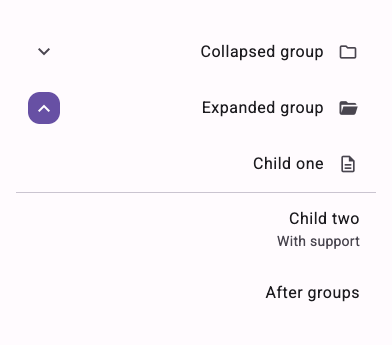 Collapsed group
Expanded group
Child one
Child two
With support
After groups